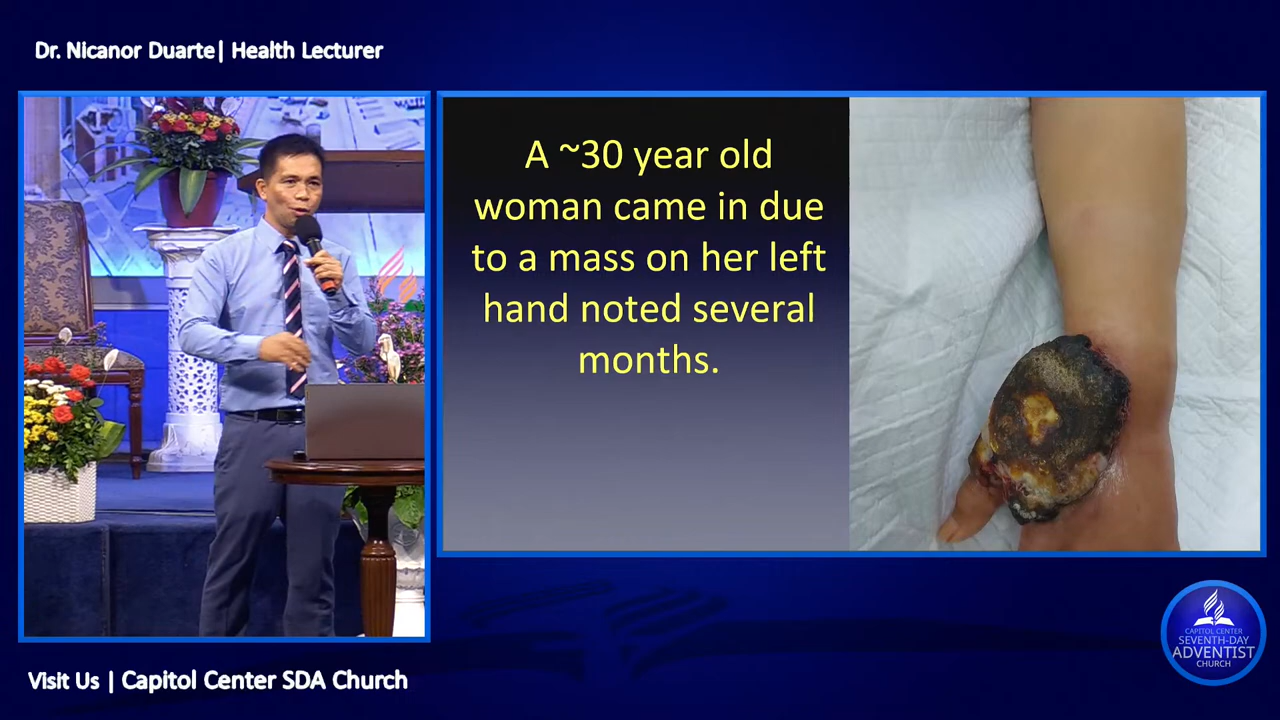 Dr. Nicanor Duarte| Health Lecturer
A ~30 year old
woman came in due
to a mass on her left
hand noted several
months.
CAPITOL CENTER
SEVENTH-DAY
ADVENTIST
CHURCH
Visit Us | Capitol Center SDA Church